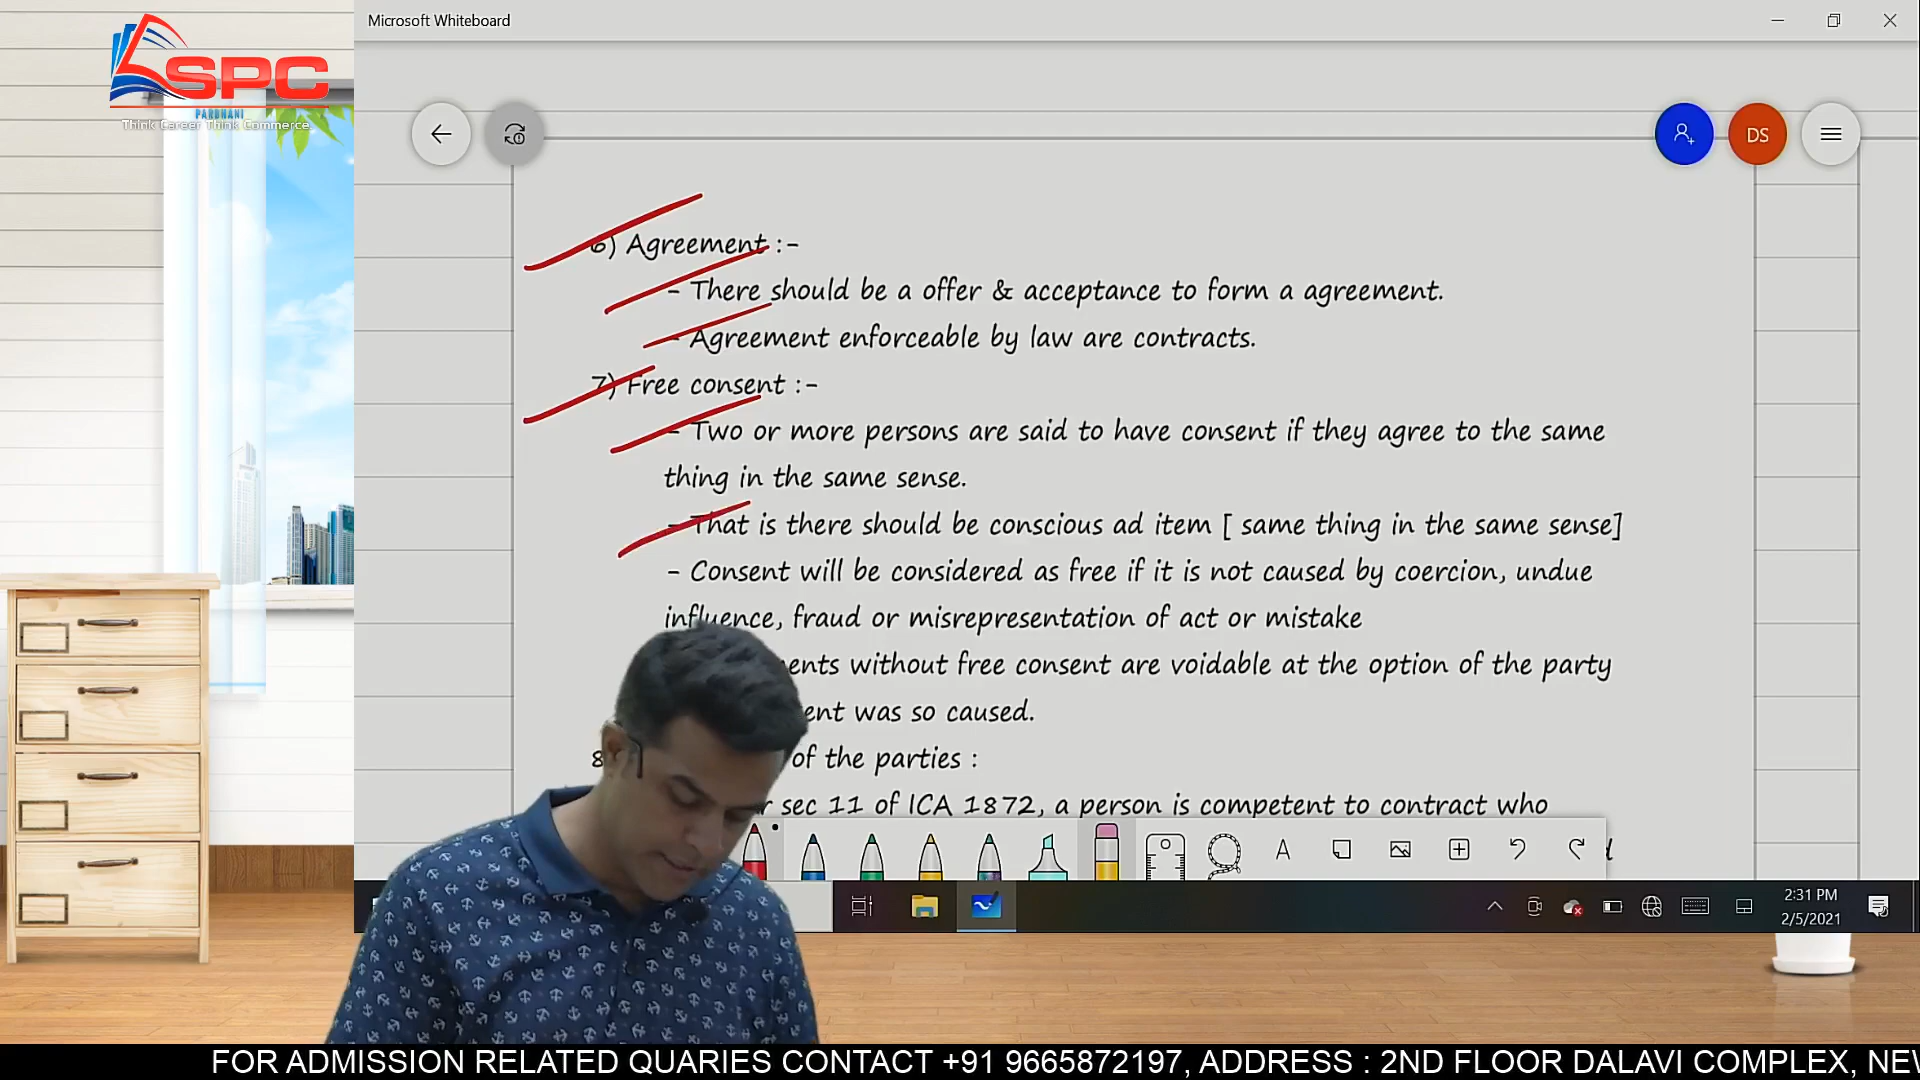 Microsoft Whiteboard
SPC
PARDHANI
Think Career Think Commerce.
DS
6) Agreement :-
- There should be a offer & acceptance to form a agreement.
- Agreement enforceable by law are contracts.
7) Free consent :-
- Two or more persons are said to have consent if they agree to the same
thing in the same sense.
- That is there should be conscious ad item [ same thing in the same sense]
- Consent will be considered as free if it is not caused by coercion, undue
influence, fraud or misrepresentation of act or mistake
without free consent are voidable at the option of the party
was so caused.
8 of the parties :
sec 11 of ICA 1872, a person is competent to contract who
2:31 PM
2/5/2021
FOR ADMISSION RELATED QUARIES CONTACT +91 9665872197, ADDRESS : 2ND FLOOR DALAVI COMPLEX,